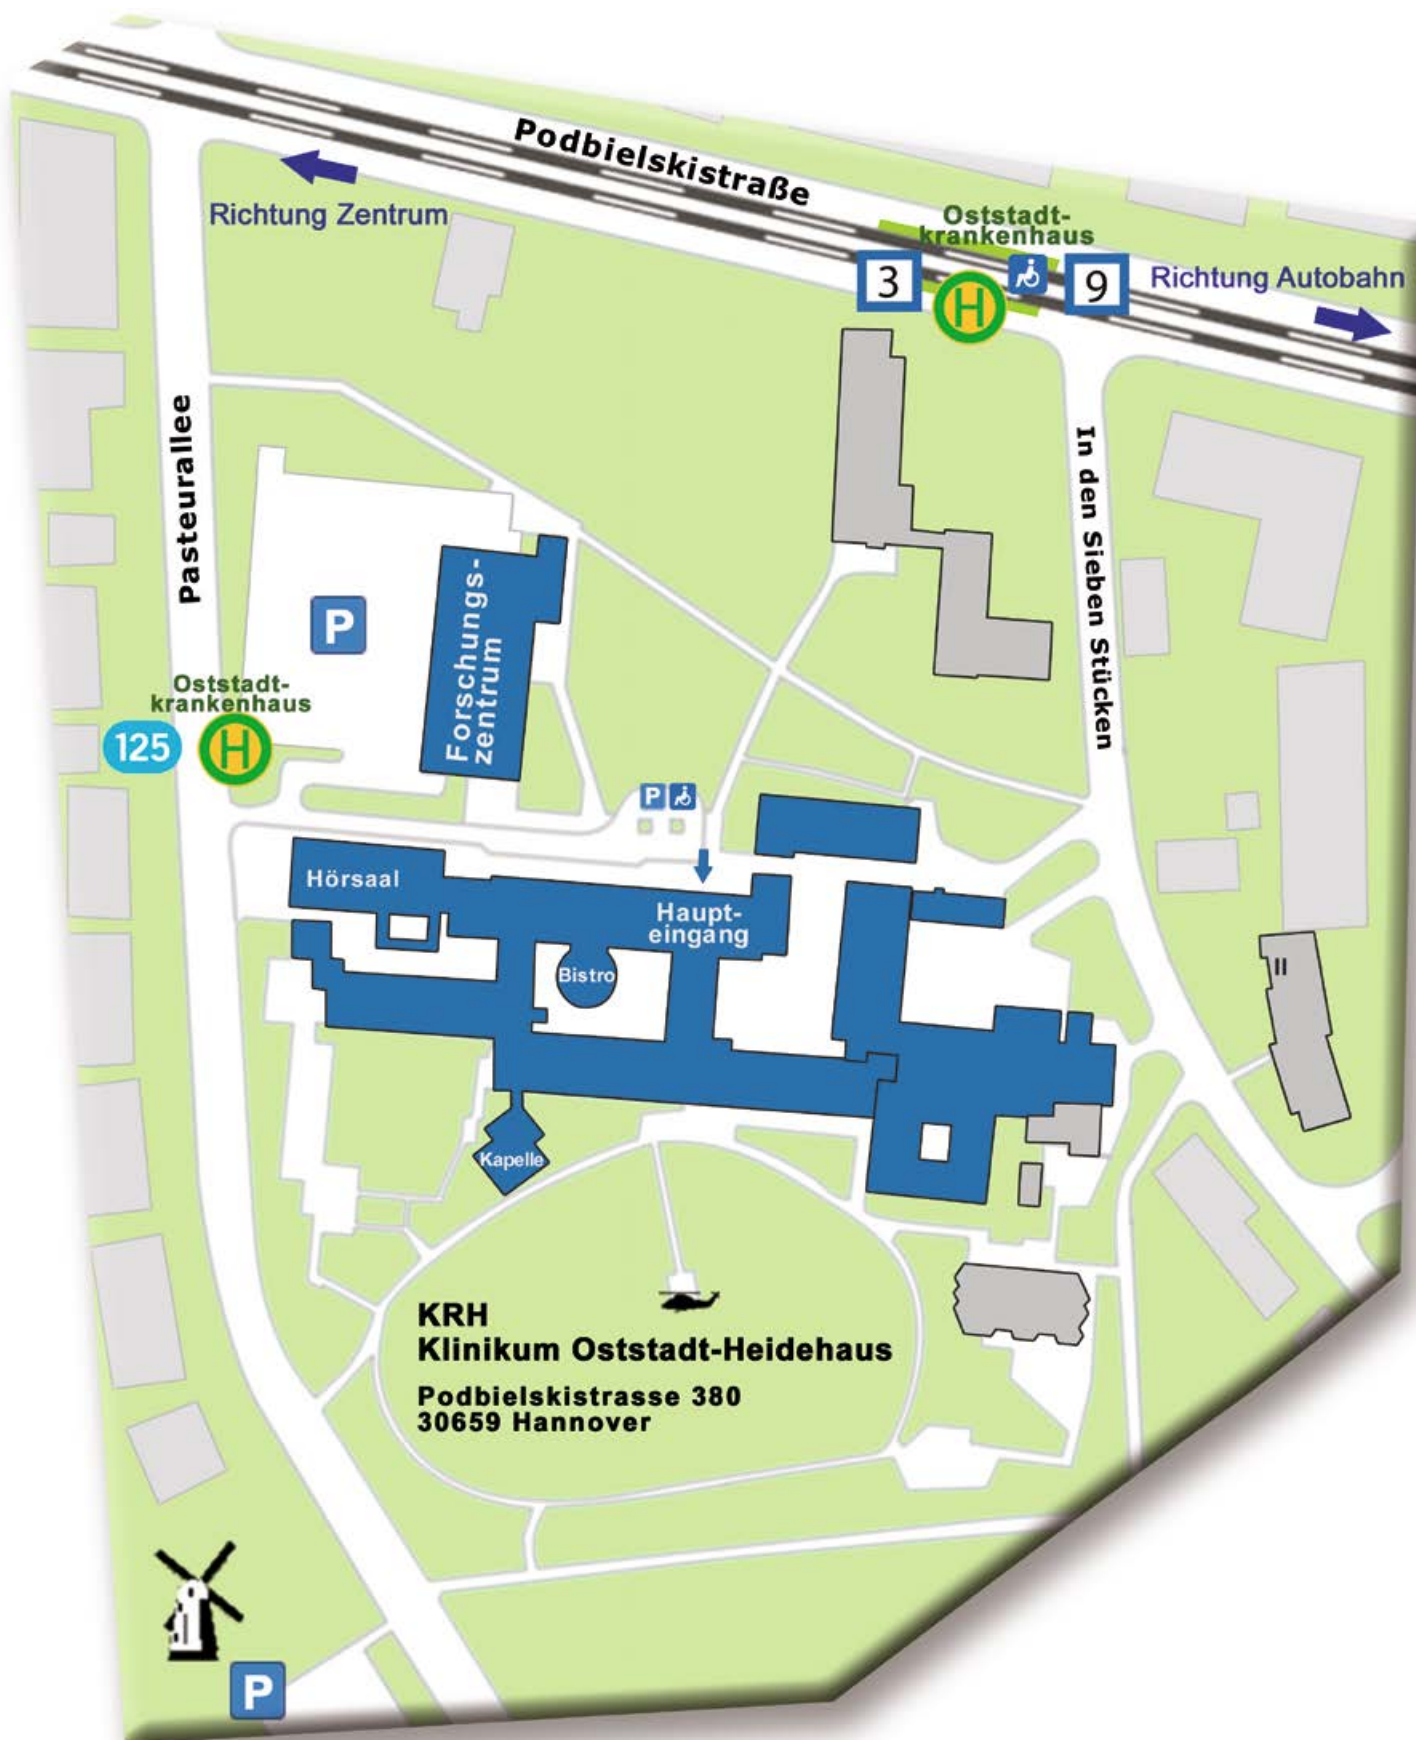 Podbielskistraße
Richtung Zentrum
Oststadt-
krankenhaus
3
H
9
Richtung Autobahn
Pasteurallee
In den Sieben Stücken
P
Forschungs-
zentrum
Oststadt-
krankenhaus
125
H
P
Hörsaal
Haupt-
eingang
Bistro
II
Kapelle
KRH
Klinikum Oststadt-Heidehaus
Podbielskistrasse 380
30659 Hannover
P